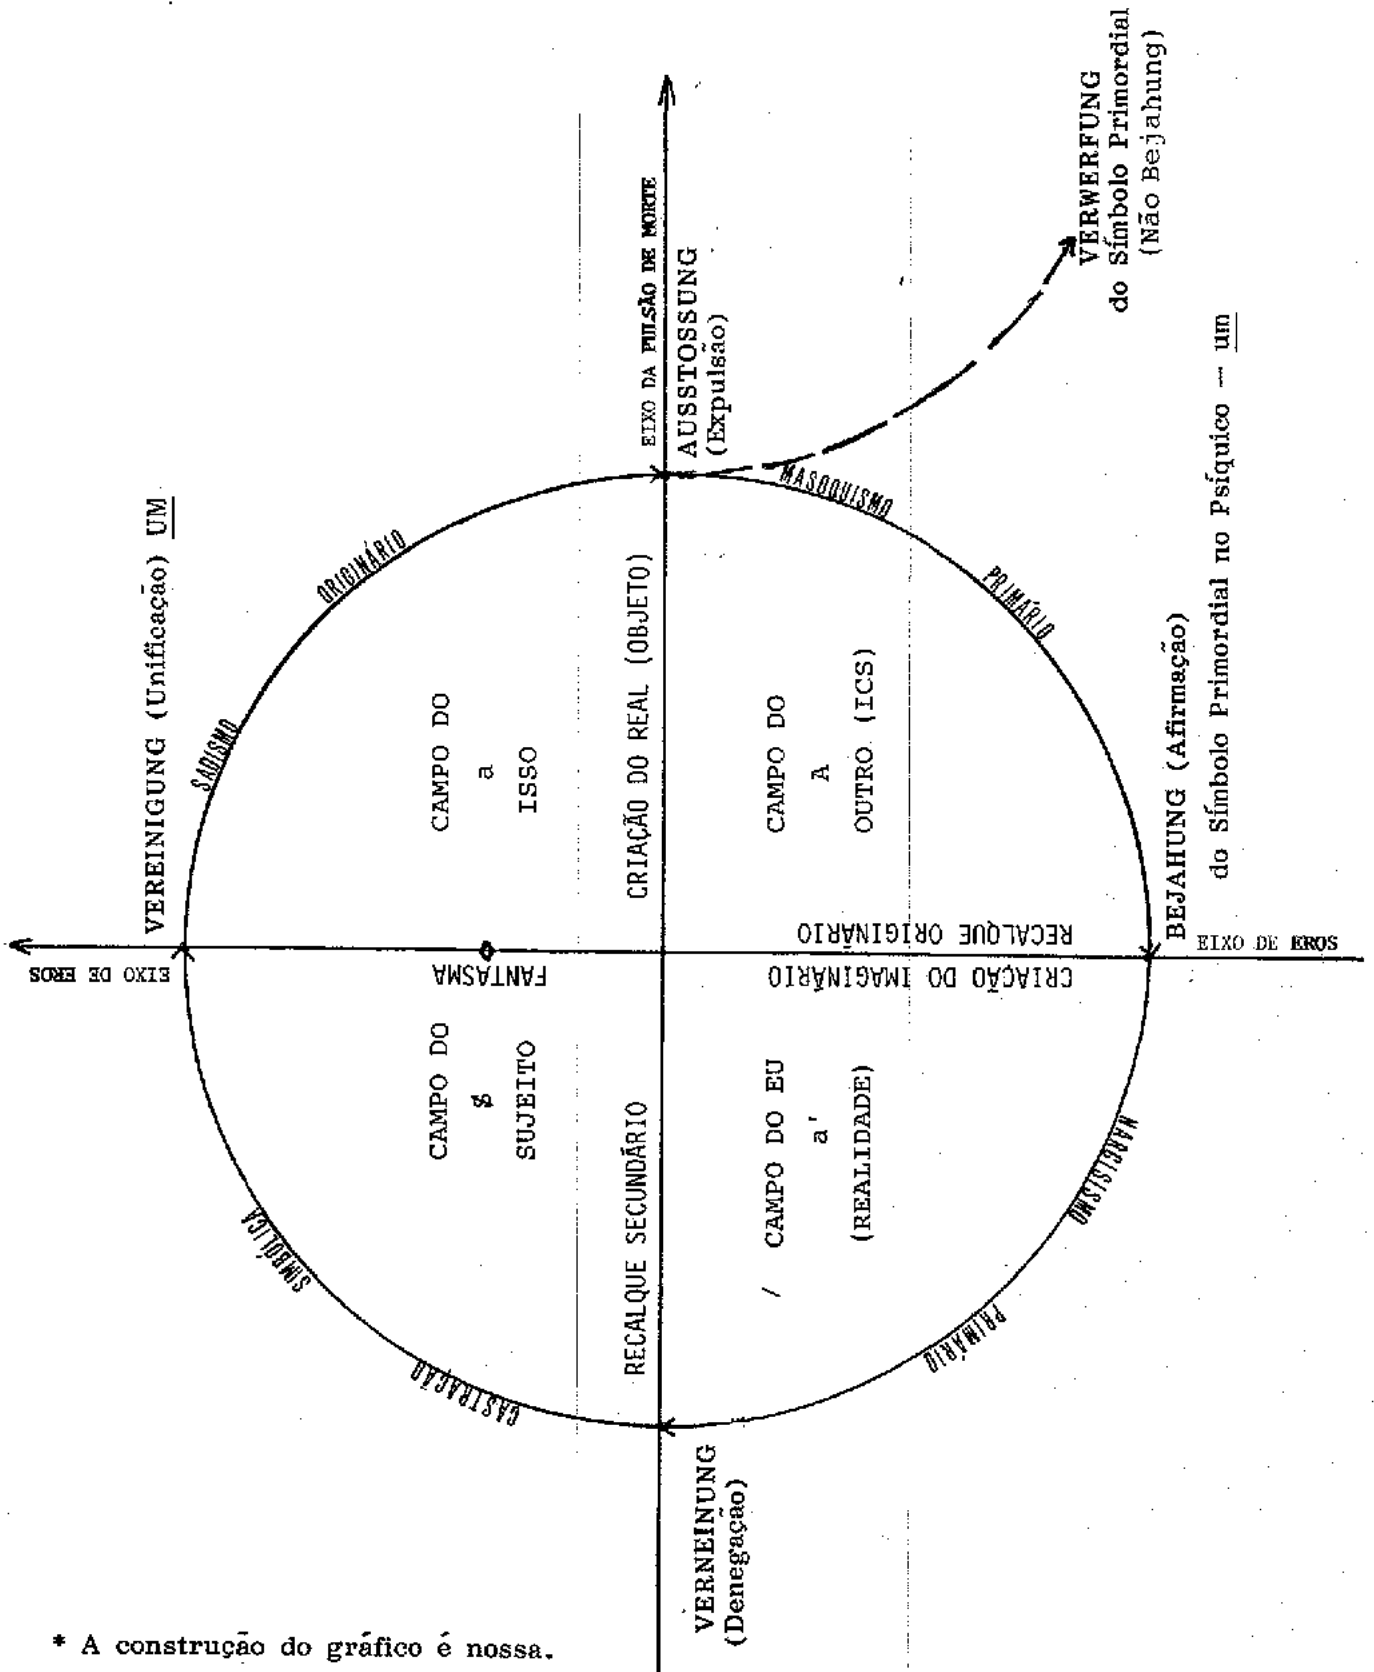 VEREINIGUNG (Unificação) UM
EIXO DE EROS
SADISMO
ORIGINÁRIO
SIMBÓLICA
CASTRAÇÃO
CAMPO DO
$
SUJEITO
FANTASMA
CAMPO DO
a
ISSO
RECALQUE SECUNDÁRIO
CRIAÇÃO DO REAL (OBJETO)
EIXO DA PULSÃO DE MORTE
AUSSTOSSUNG
(Expulsão)
VERNEINUNG
(Denegação)
/ CAMPO DO EU
a'
(REALIDADE)
CRIAÇÃO DO IMAGINÁRIO
RECALQUE ORIGINÁRIO
CAMPO DO
A
OUTRO (ICS)
MASOQUISMO
PRIMÁRIO
NARCISISMO
PRIMÁRIO
VERWERFUNG
do Símbolo Primordial
(Não Bejahung)
BEJAHUNG (Afirmação)
do Símbolo Primordial no Psíquico — um
EIXO DE EROS
* A construção do gráfico é nossa.